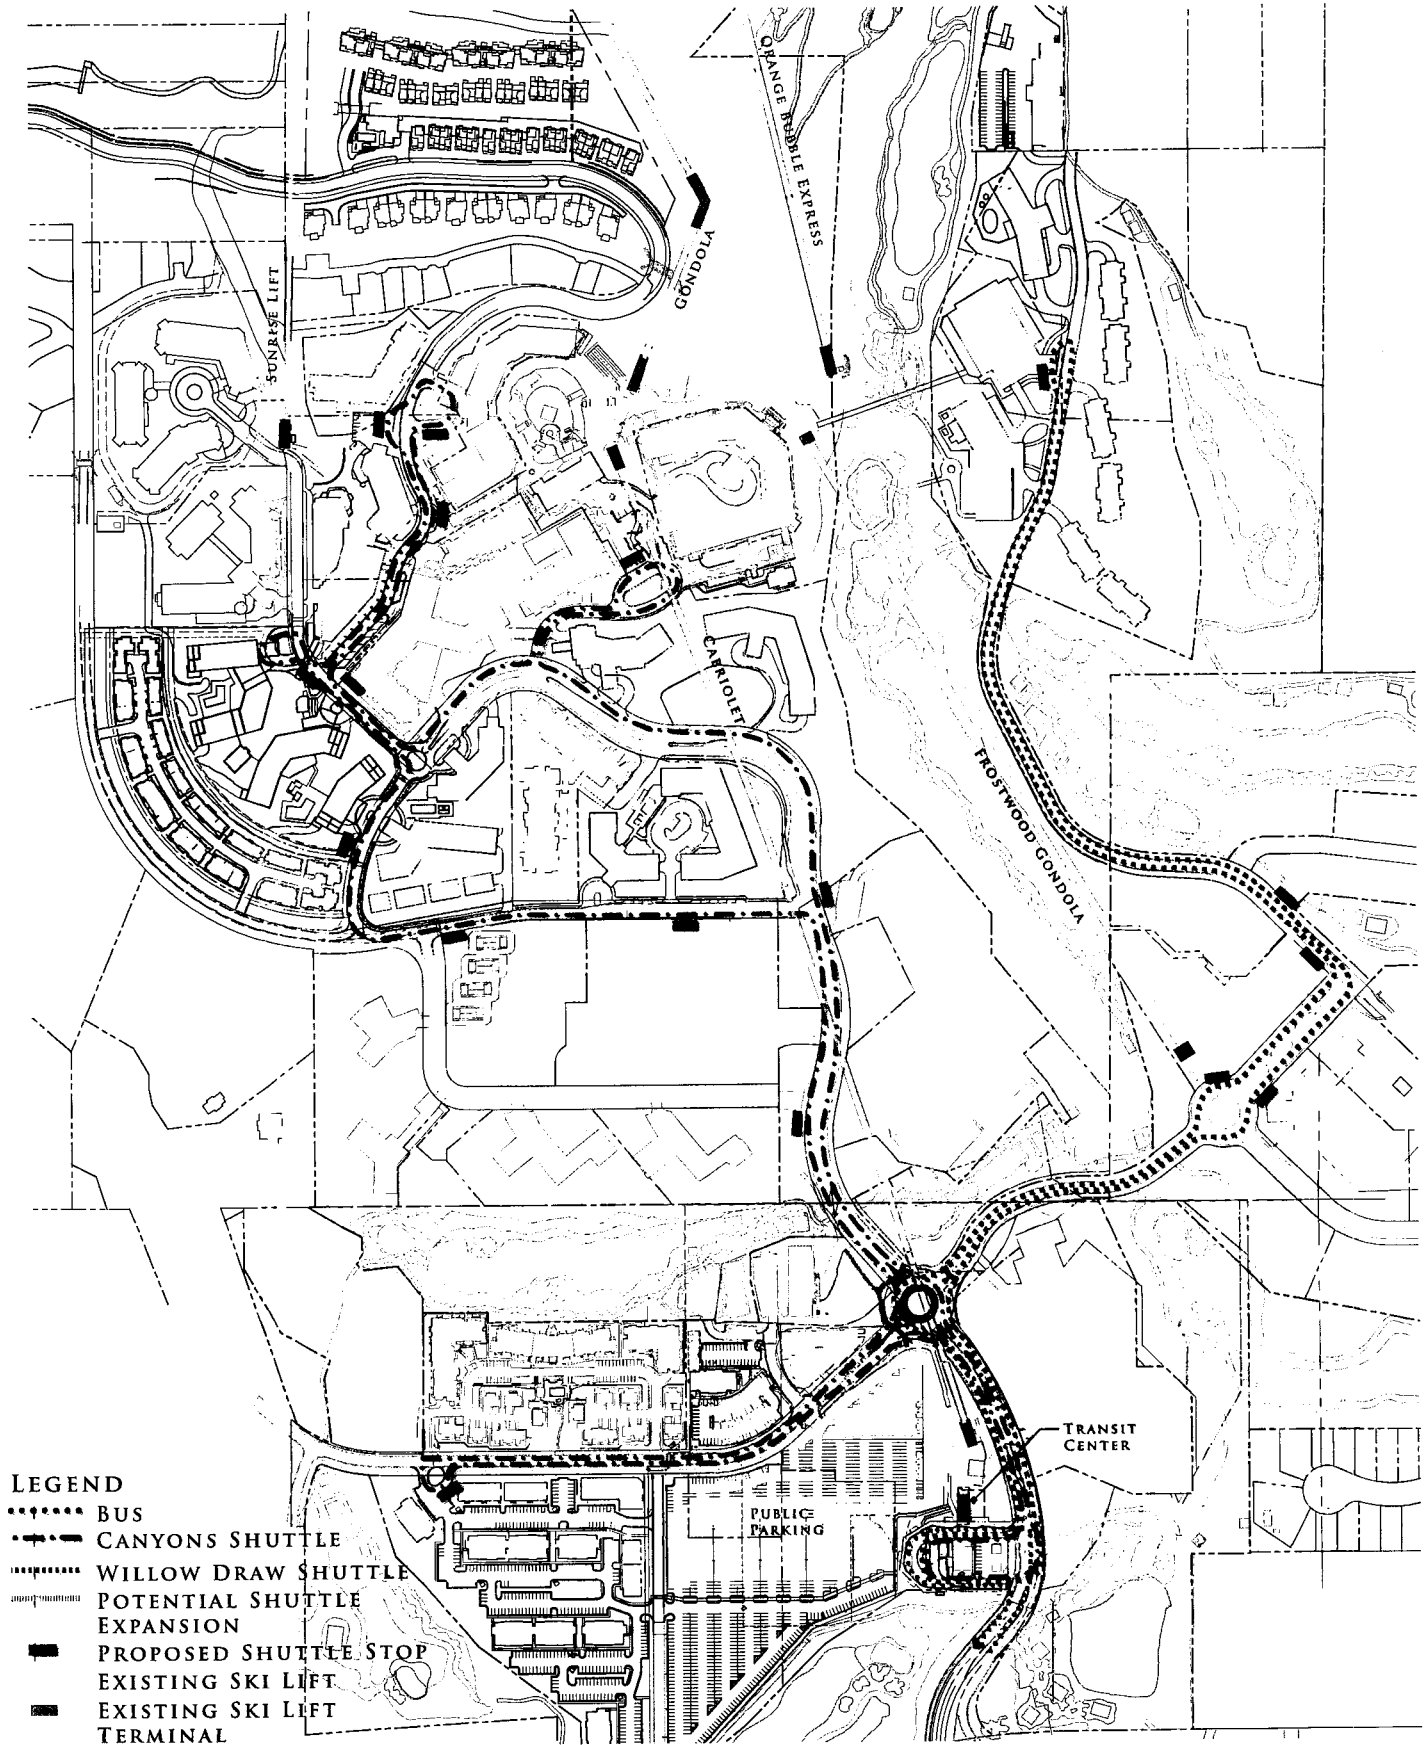 ORANGE BUBBLE EXPRESS
GONDOLA
SUNRISE LIFT
CABRIOLET
FROSTWOOD GONDOLA
TRANSIT
CENTER
PUBLIC
PARKING
LEGEND
BUS
CANYONS SHUTTLE
WILLOW DRAW SHUTTLE
POTENTIAL SHUTTLE
EXPANSION
PROPOSED SHUTTLE STOP
EXISTING SKI LIFT
EXISTING SKI LIFT
TERMINAL